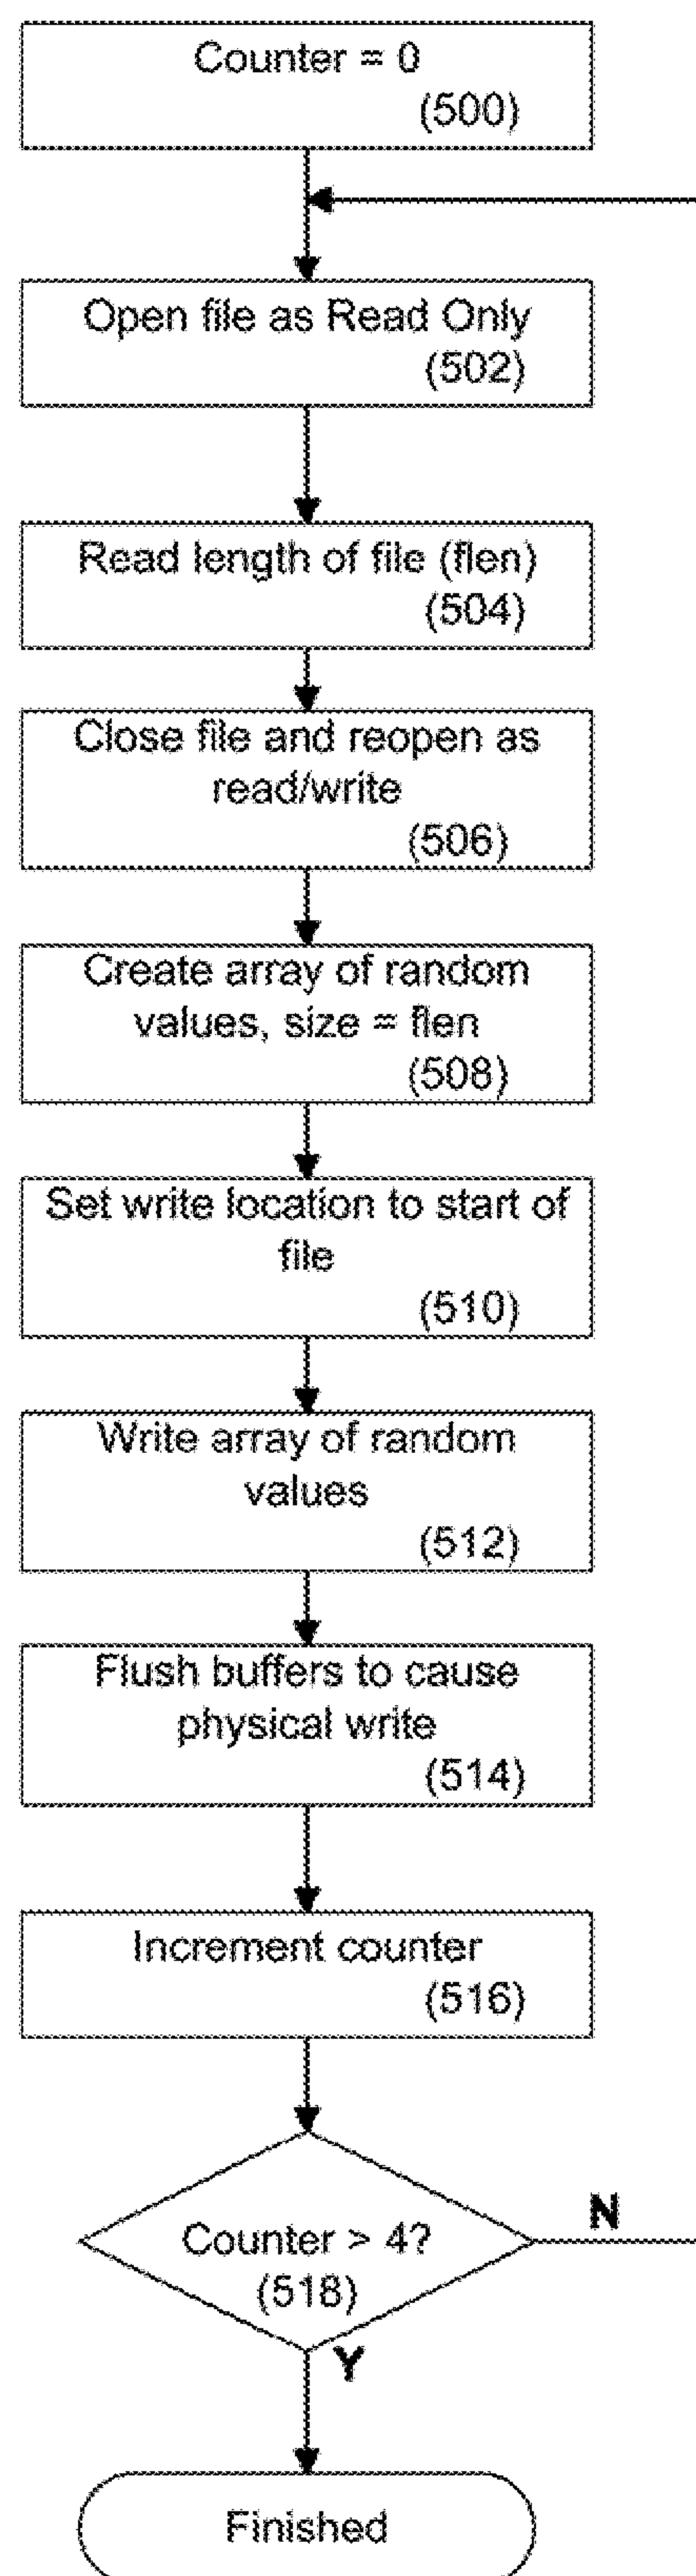 Counter = 0
(500)
Open file as Read Only
(502)
Read length of file (flen)
(504)
Close file and reopen as
read/write
(506)
Create array of random
values, size = flen
(508)
Set write location to start of
file
(510)
Write array of random
values
(512)
Flush buffers to cause
physical write
(514)
Increment counter
(516)
Counter > 4?
(518)
N
Y
Finished